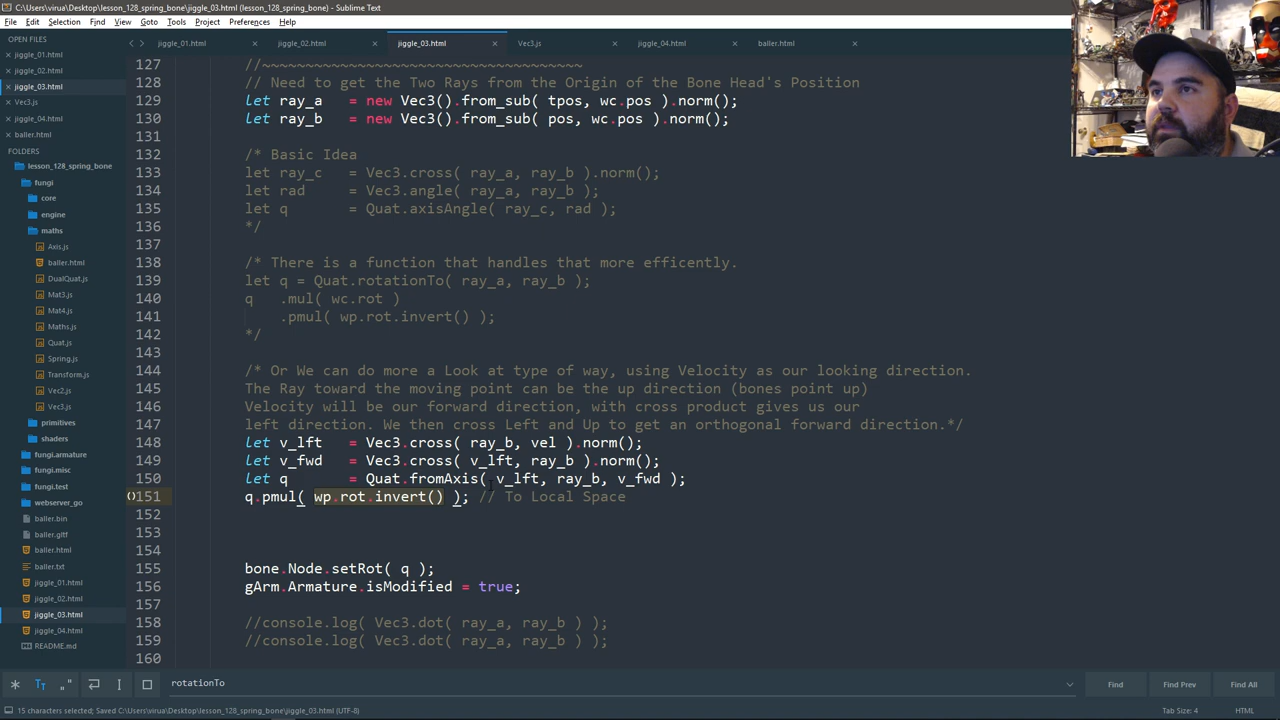 C:\Users\virua\Desktop\lesson_128_spring_bone\jiggle_03.html (lesson_128_spring_bone) - Sublime Text
File Edit Selection Find View Goto Tools Project Preferences Help
OPEN FILES
jiggle_01.html
jiggle_02.html
jiggle_03.html
Vec3.js
jiggle_04.html
baller.html
FOLDERS
lesson_128_spring_bone
fungi
core
engine
maths
Axis.js
baller.html
DualQuat.js
Mat3.js
Mat4.js
Maths.js
Quat.js
Spring.js
Transform.js
Vec2.js
Vec3.js
primitives
shaders
fungi.armature
fungi.misc
fungi.test
webserver_go
baller.bin
baller.gltf
baller.html
baller.txt
jiggle_01.html
jiggle_02.html
jiggle_03.html
jiggle_04.html
README.md
jiggle_01.html jiggle_02.html jiggle_03.html Vec3.js jiggle_04.html baller.html
127 //~~~~~~~~~~~~~~~~~~~~~~~~~~~~~~~~~~~~~
128 // Need to get the Two Rays from the Origin of the Bone Head's Position
129 let ray_a = new Vec3().from_sub( tpos, wc.pos ).norm();
130 let ray_b = new Vec3().from_sub( pos, wc.pos ).norm();
131
132 /* Basic Idea
133 let ray_c = Vec3.cross( ray_a, ray_b ).norm();
134 let rad = Vec3.angle( ray_a, ray_b );
135 let q = Quat.axisAngle( ray_c, rad );
136 */
137
138 /* There is a function that handles that more efficently.
139 let q = Quat.rotationTo( ray_a, ray_b );
140 q .mul( wc.rot )
141 .pmul( wp.rot.invert() );
142 */
143
144 /* Or We can do more a Look at type of way, using Velocity as our looking direction.
145 The Ray toward the moving point can be the up direction (bones point up)
146 Velocity will be our forward direction, with cross product gives us our
147 left direction. We then cross Left and Up to get an orthogonal forward direction.*/
148 let v_lft = Vec3.cross( ray_b, vel ).norm();
149 let v_fwd = Vec3.cross( v_lft, ray_b ).norm();
150 let q = Quat.fromAxis( v_lft, ray_b, v_fwd );
()151 q.pmul( wp.rot.invert() ); // To Local Space
152
153
154
155 bone.Node.setRot( q );
156 gArm.Armature.isModified = true;
157
158 //console.log( Vec3.dot( ray_a, ray_b ) );
159 //console.log( Vec3.dot( ray_a, ray_b ) );
160
rotationTo
Find Find Prev Find All
15 characters selected; Saved C:\Users\virua\Desktop\lesson_128_spring_bone\jiggle_03.html (UTF-8)
Tab Size: 4 HTML